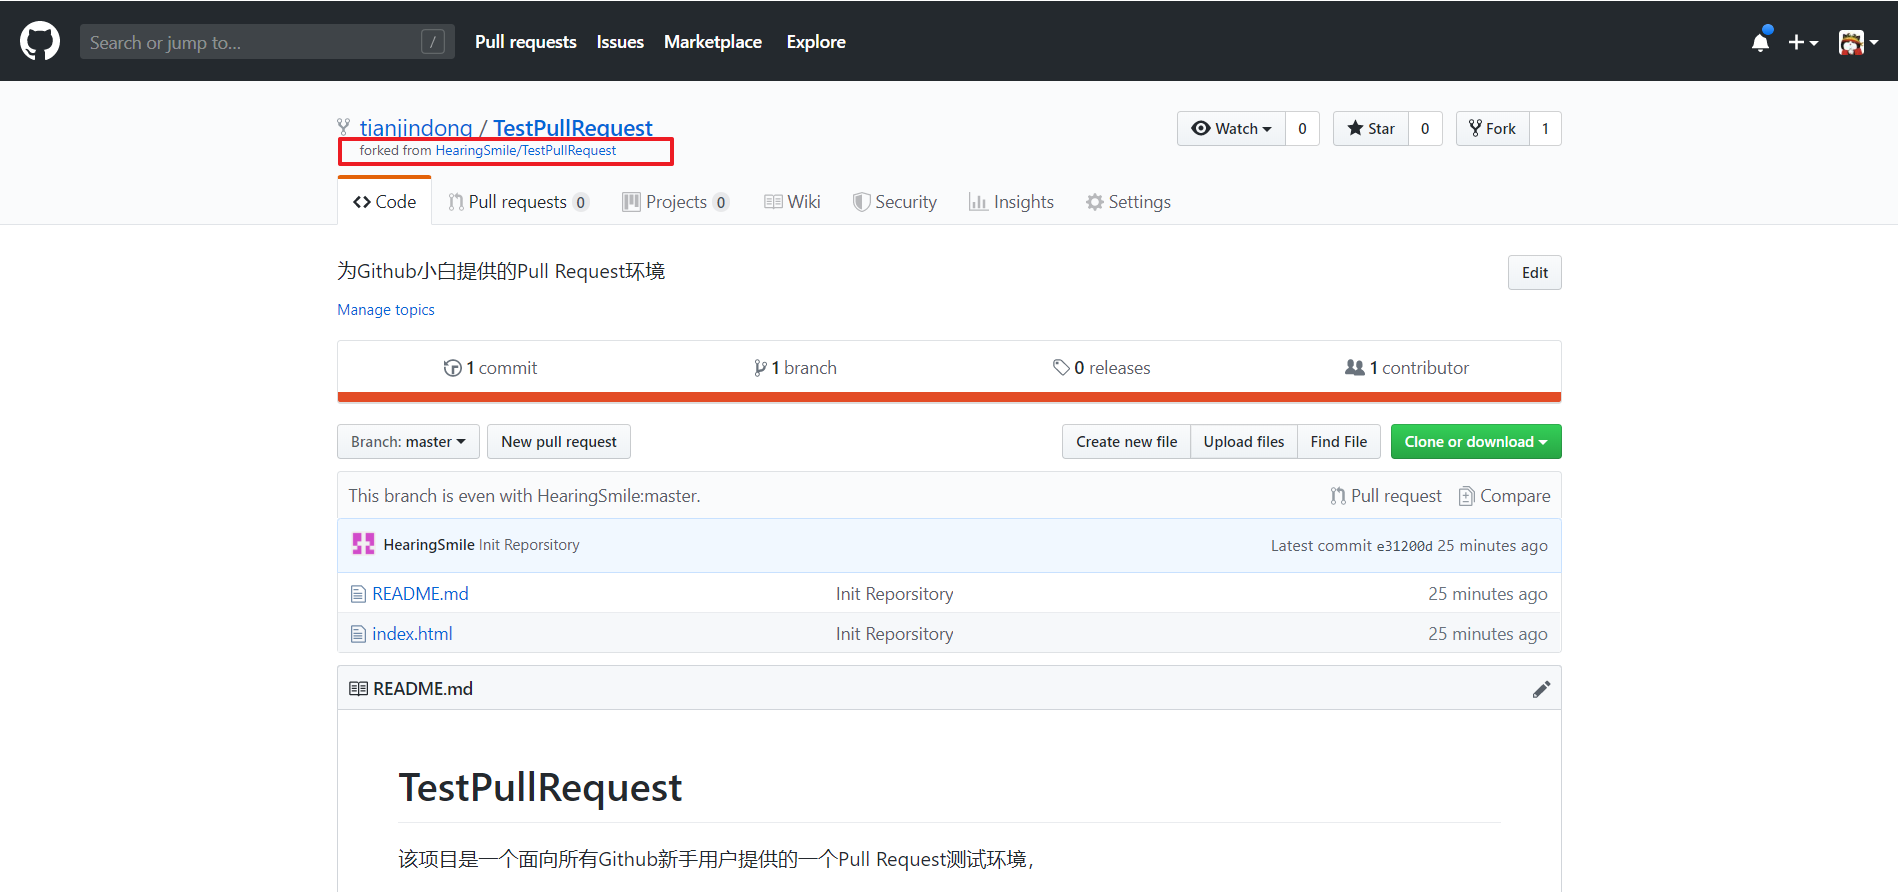 Search or jump to... / Pull requests Issues Marketplace Explore
tianjindong / TestPullRequest Watch 0 Star 0 Fork 1
forked from HearingSmile/TestPullRequest
Code Pull requests 0 Projects 0 Wiki Security Insights Settings
为Github小白提供的Pull Request环境 Edit
Manage topics
1 commit 1 branch 0 releases 1 contributor
Branch: master New pull request Create new file Upload files Find File Clone or download
This branch is even with HearingSmile:master. Pull request Compare
HearingSmile Init Reporsitory Latest commit e31200d 25 minutes ago
README.md Init Reporsitory 25 minutes ago
index.html Init Reporsitory 25 minutes ago
README.md
TestPullRequest
该项目是一个面向所有Github新手用户提供的一个Pull Request测试环境，